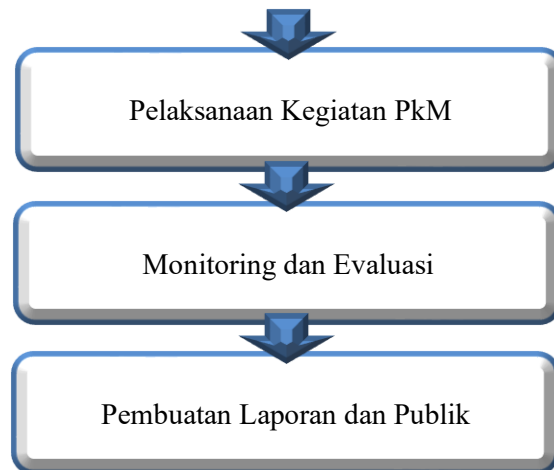 Pelaksanaan Kegiatan PkM
Monitoring dan Evaluasi
Pembuatan Laporan dan Publik